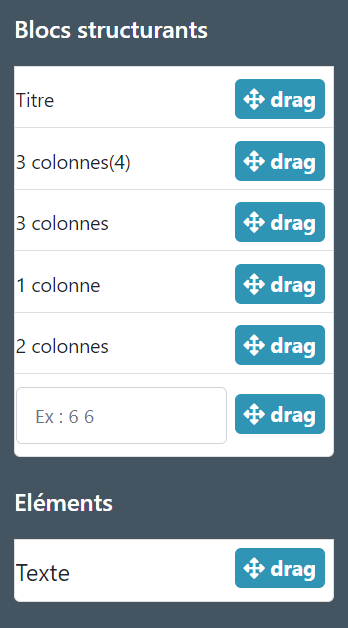 Blocs structurants
Titre drag
3 colonnes(4) drag
3 colonnes drag
1 colonne drag
2 colonnes drag
Ex : 6 6 drag
Eléments
Texte drag